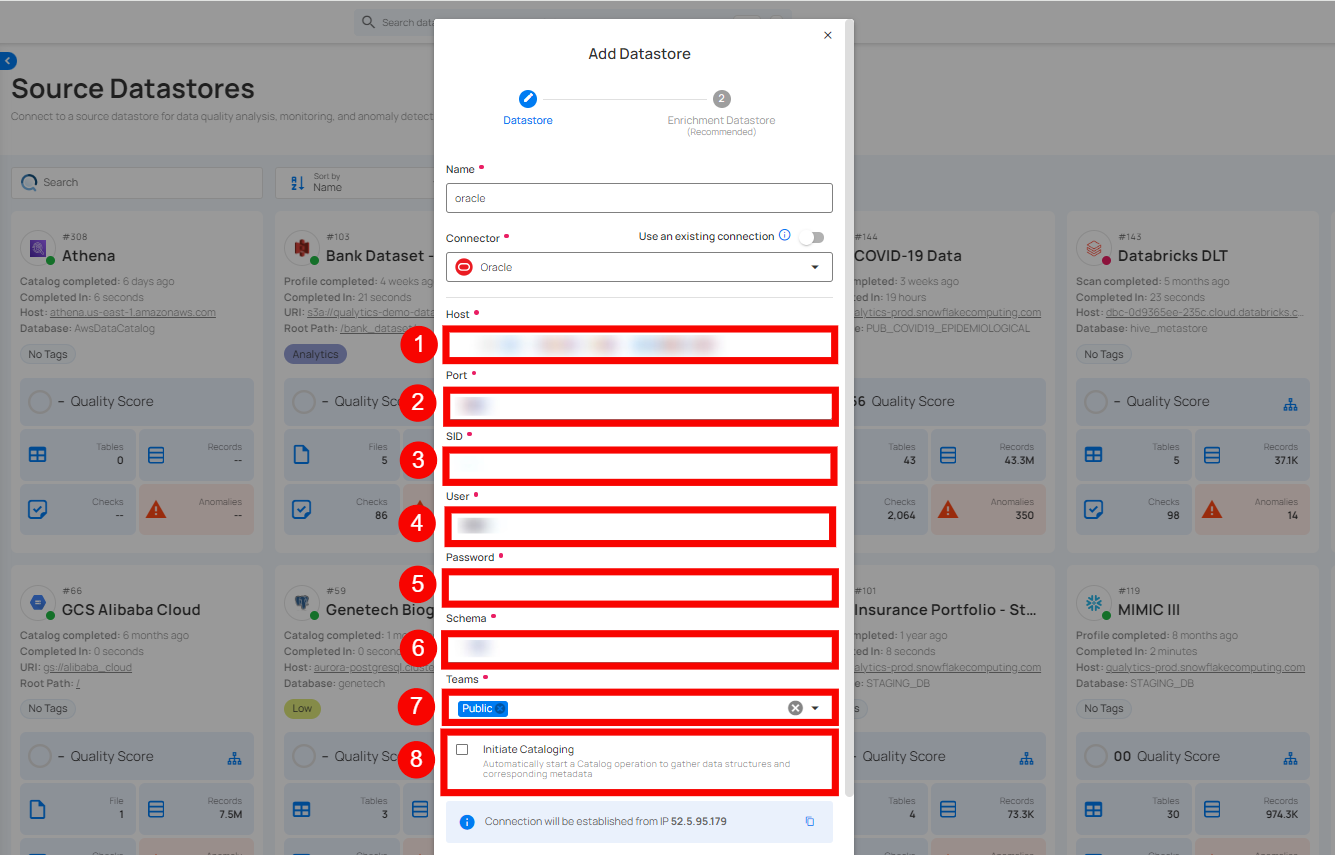 Search data
Source Datastores
Connect to a source datastore for data quality analysis, monitoring, and anomaly detect
Search
Sort by
Name
#308
Athena
Catalog completed: 6 days ago
Completed In: 6 seconds
Host: athena.us-east-1.amazonaws.com
Database: AwsDataCatalog
No Tags
– Quality Score
Tables
0
Records
--
Checks
--
Anomalies
--
#103
Bank Dataset -
Profile completed: 4 weeks ag
Completed In: 21 seconds
URI: s3a://qualytics-demo-data
Root Path: /bank_dataset
Analytics
– Quality Sc
Files
5
Checks
86
Add Datastore
Datastore
2
Enrichment Datastore
(Recommended)
Name
oracle
Connector
Use an existing connection
Oracle
Host
1
Port
2
SID
3
User
4
Password
5
Schema
6
Teams
7
Public
8
Initiate Cataloging
Automatically start a Catalog operation to gather data structures and
corresponding metadata
Connection will be established from IP 52.5.95.179
#144
COVID-19 Data
mpleted: 3 weeks ago
d In: 19 hours
alytics-prod.snowflakecomputing.com
e: PUB_COVID19_EPIDEMIOLOGICAL
56 Quality Score
Tables
43
Records
43.3M
Checks
2,064
Anomalies
350
#143
Databricks DLT
Scan completed: 5 months ago
Completed In: 23 seconds
Host: dbc-0d9365ee-235c.cloud.databricks.c...
Database: hive_metastore
No Tags
– Quality Score
Tables
5
Records
37.1K
Checks
98
Anomalies
14
#66
GCS Alibaba Cloud
Catalog completed: 6 months ago
Completed In: 0 seconds
URI: gs://alibaba_cloud
Root Path: /
No Tags
– Quality Score
File
1
Records
7.5M
#59
Genetech Biog
Catalog completed: 1 mo
Completed In: 0 secon
Host: aurora-postgresql.cluste
Database: genetech
Low
– Quality Sc
Tables
3
#101
Insurance Portfolio - St...
mpleted: 1 year ago
d In: 8 seconds
alytics-prod.snowflakecomputing.com
e: STAGING_DB
s
– Quality Score
Tables
4
Records
73.3K
#119
MIMIC III
Profile completed: 8 months ago
Completed In: 2 minutes
Host: qualytics-prod.snowflakecomputing.com
Database: STAGING_DB
No Tags
00 Quality Score
Tables
30
Records
974.3K